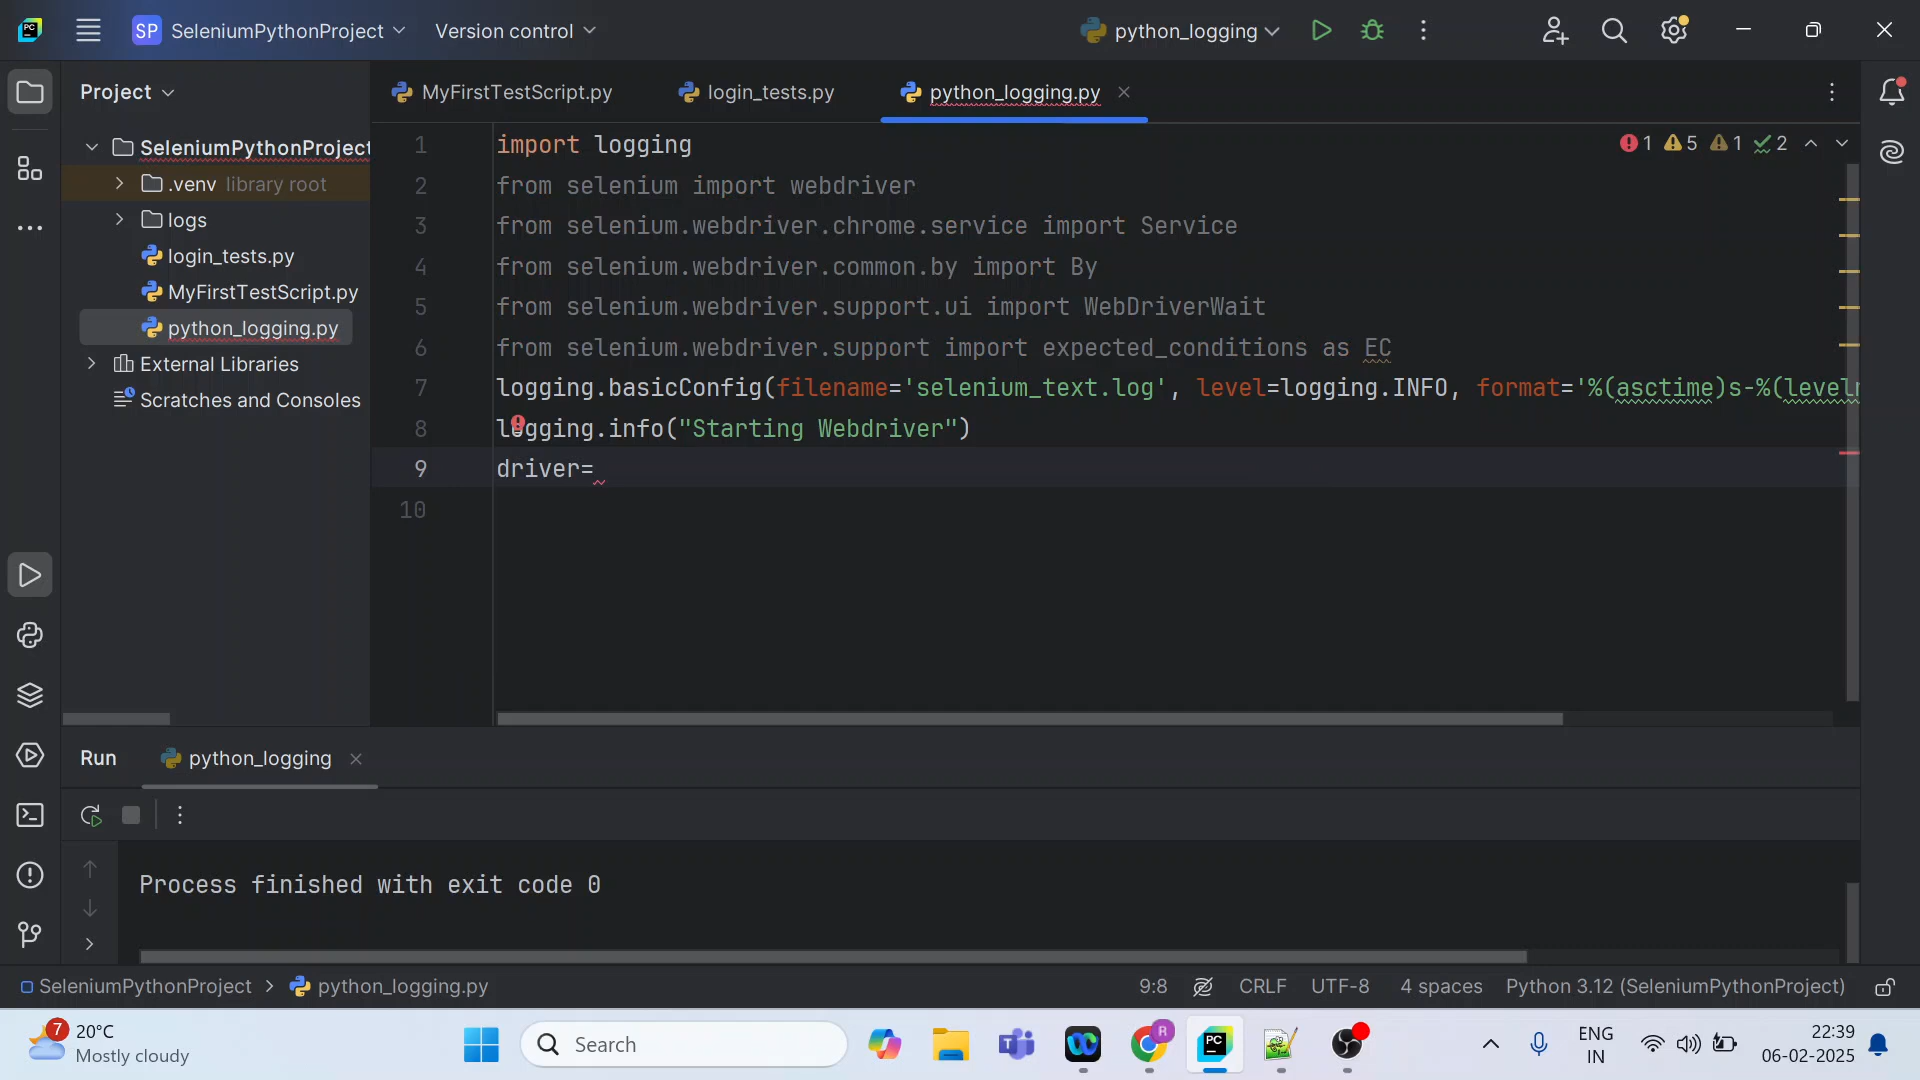 SP SeleniumPythonProject Version control python_logging
Project MyFirstTestScript.py login_tests.py python_logging.py
SeleniumPythonProject
.venv library root
logs
login_tests.py
MyFirstTestScript.py
python_logging.py
External Libraries
Scratches and Consoles
1 5 1 2
1 import logging
2 from selenium import webdriver
3 from selenium.webdriver.chrome.service import Service
4 from selenium.webdriver.common.by import By
5 from selenium.webdriver.support.ui import WebDriverWait
6 from selenium.webdriver.support import expected_conditions as EC
7 logging.basicConfig(filename='selenium_text.log', level=logging.INFO, format='%(asctime)s-%(level
8 logging.info("Starting Webdriver")
9 driver=
10
Run python_logging
Process finished with exit code 0
SeleniumPythonProject > python_logging.py 9:8 CRLF UTF-8 4 spaces Python 3.12 (SeleniumPythonProject)
7 20°C
Mostly cloudy
Search
ENG
IN
22:39
06-02-2025